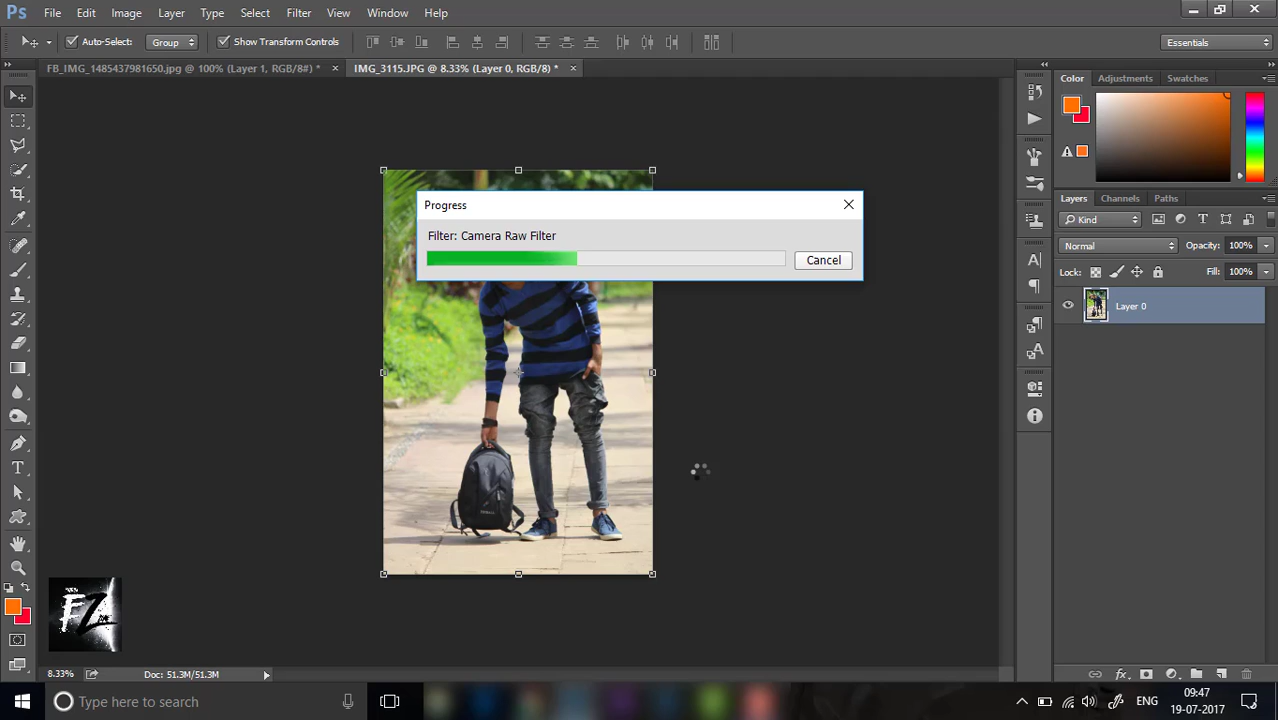 Ps File Edit Image Layer Type Select Filter View Window Help
Auto-Select: Group Show Transform Controls Essentials
FB_IMG_1485437981650.jpg @ 100% (Layer 1, RGB/8#) * × IMG_3115.JPG @ 8.33% (Layer 0, RGB/8) * ×
Color Adjustments Swatches
Progress
Filter: Camera Raw Filter
Cancel
Layers Channels Paths
Kind
Normal Opacity: 100%
Lock: Fill: 100%
Layer 0
FZ
8.33% Doc: 51.3M/51.3M
Type here to search
ENG
09:47
19-07-2017